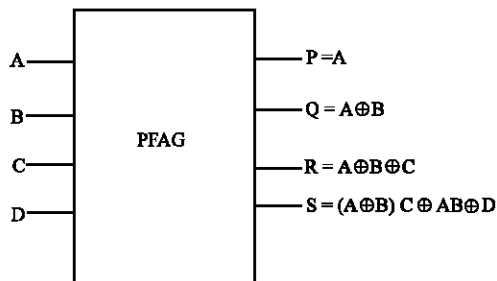 A
B
C
D
PFAG
P =A
Q = A⊕B
R = A⊕B⊕C
S = (A⊕B) C ⊕ AB⊕D